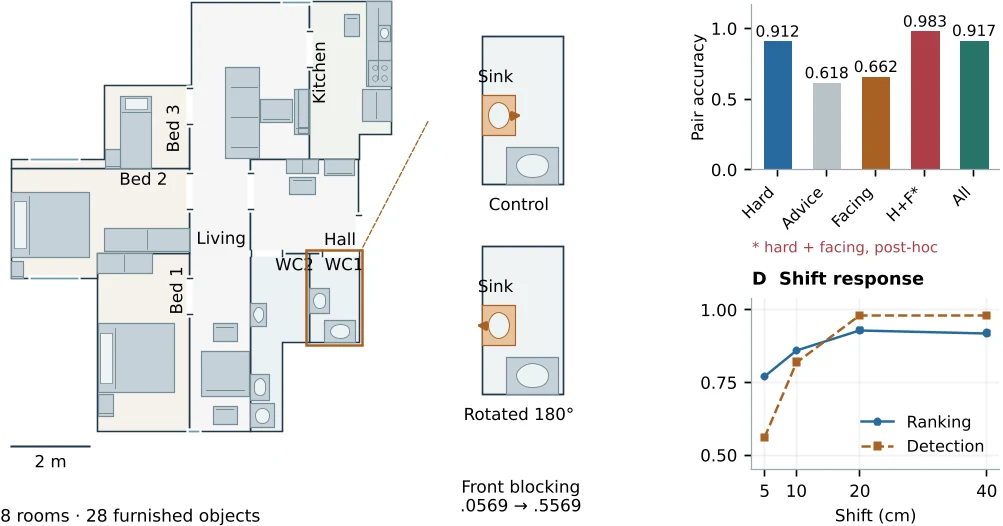 Kitchen
Bed 3
Bed 2
Living
Hall
WC2
WC1
Bed 1
2 m
8 rooms · 28 furnished objects
Sink
Control
Sink
Rotated 180°
Front blocking
.0569 → .5569
Pair accuracy
1.0
0.5
0.0
0.912
0.618
0.662
0.983
0.917
Hard
Advice
Facing
H+F*
All
* hard + facing, post-hoc
D Shift response
1.00
0.75
0.50
Ranking
Detection
5 10 20 40
Shift (cm)